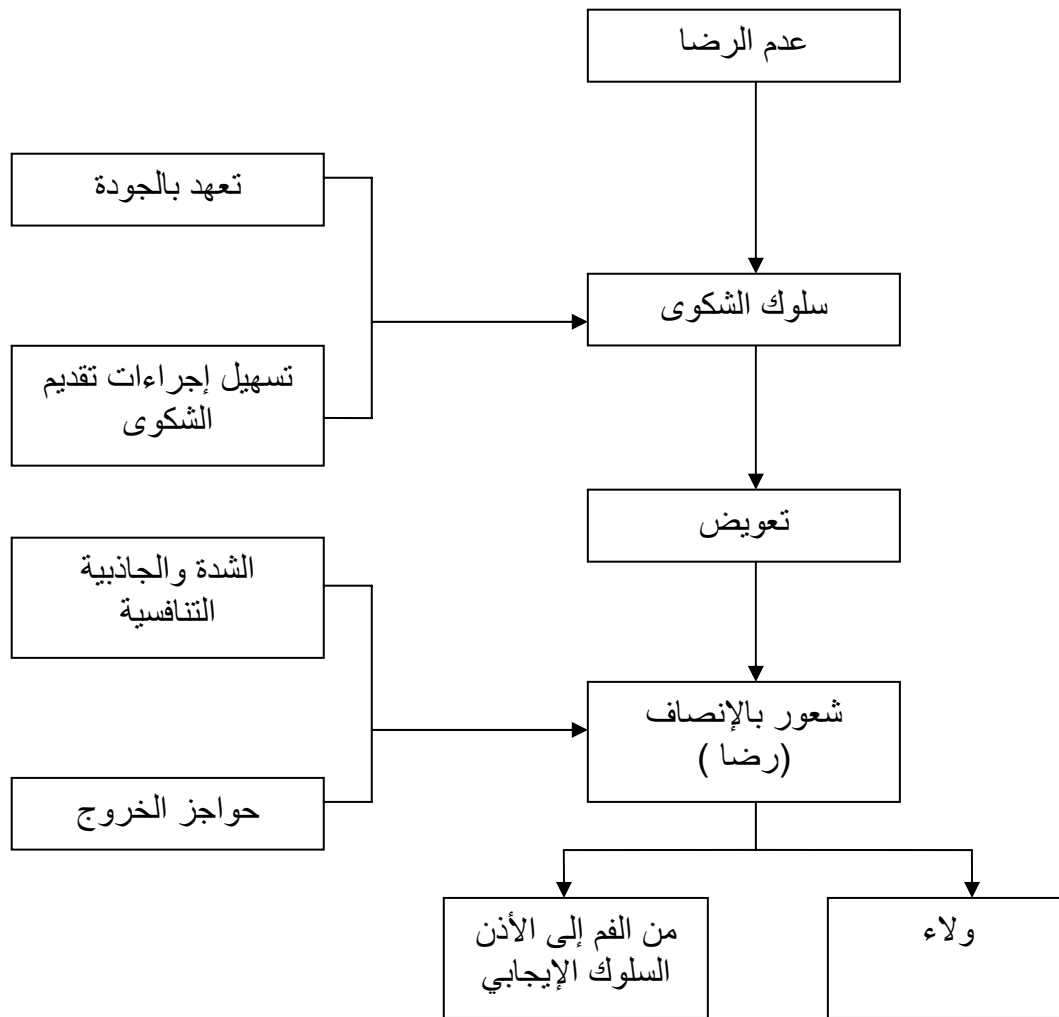 عدم الرضا
تعهد بالجودة
سلوك الشكوى
تسهيل إجراءات تقديم
الشكوى
تعويض
الشدة والجاذبية
التنافسية
شعور بالإنصاف
(رضا )
حواجز الخروج
ولاء
من الفم إلى الأذن
السلوك الإيجابي